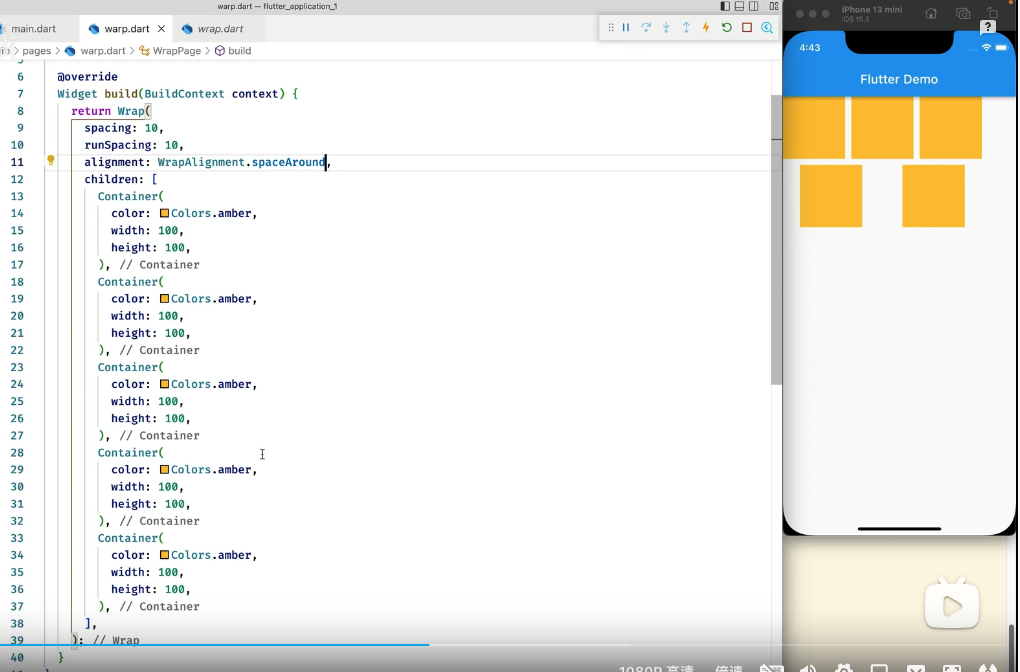 warp.dart — flutter_application_1
main.dart
warp.dart
wrap.dart
pages > warp.dart > WrapPage > build
6 @override
7 Widget build(BuildContext context) {
8 return Wrap(
9 spacing: 10,
10 runSpacing: 10,
11 alignment: WrapAlignment.spaceAround,
12 children: [
13 Container(
14 color: Colors.amber,
15 width: 100,
16 height: 100,
17 ), // Container
18 Container(
19 color: Colors.amber,
20 width: 100,
21 height: 100,
22 ), // Container
23 Container(
24 color: Colors.amber,
25 width: 100,
26 height: 100,
27 ), // Container
28 Container(
29 color: Colors.amber,
30 width: 100,
31 height: 100,
32 ), // Container
33 Container(
34 color: Colors.amber,
35 width: 100,
36 height: 100,
37 ), // Container
38 ],
39 ); // Wrap
40 }
iPhone 13 mini
iOS 16.5
?
4:43
Flutter Demo
1080P 高清
倍速